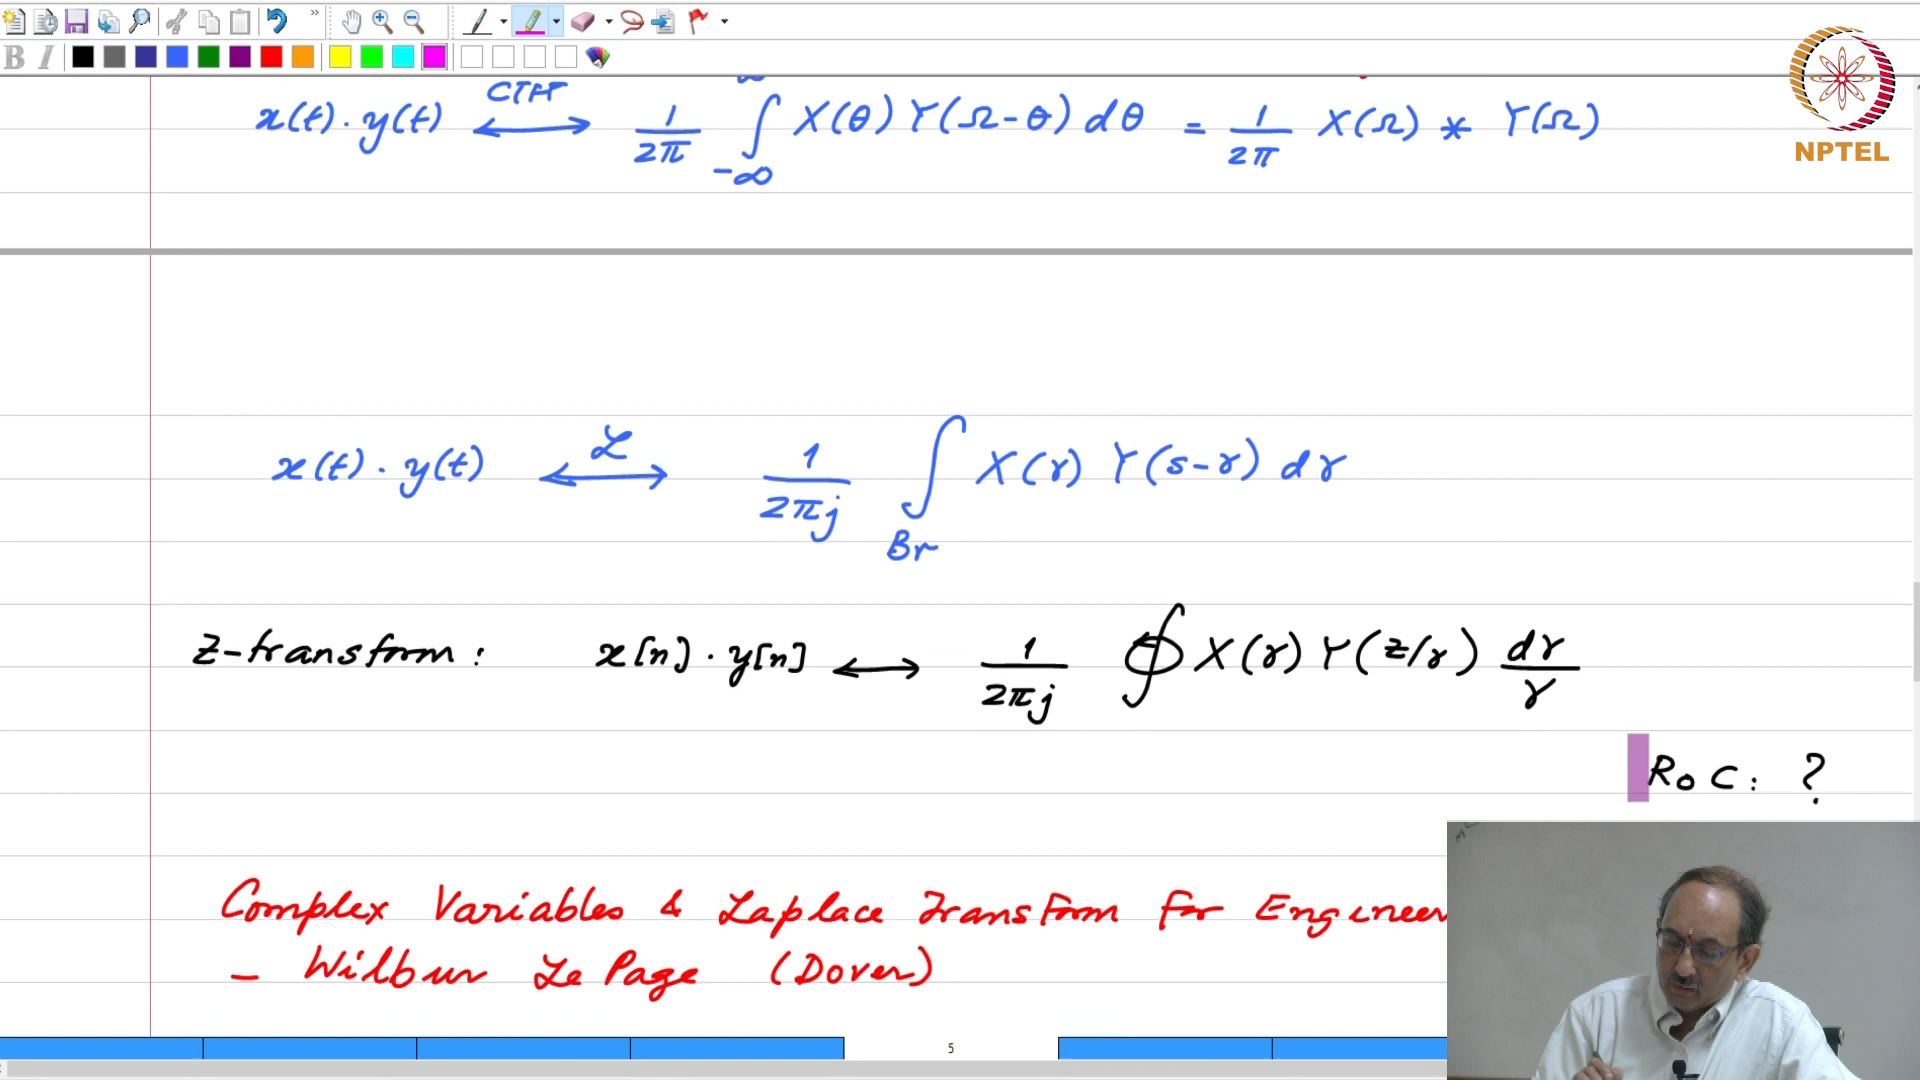 CTFT
x(t) · y(t) ⟷ 1/2π ∫_{-∞}^{∞} X(θ) Y(Ω-θ) dθ = 1/2π X(Ω) * Y(Ω)
NPTEL
x(t) · y(t) ⟷ℒ 1/2πj ∫_{Br} X(γ) Y(s-γ) dγ
Z-transform: x[n] · y[n] ⟷ 1/2πj ∮ X(γ) Y(z/γ) dγ/γ
RoC: ?
Complex Variables & Laplace Transform For Engineer
- Wilbur Le Page (Dover)
5